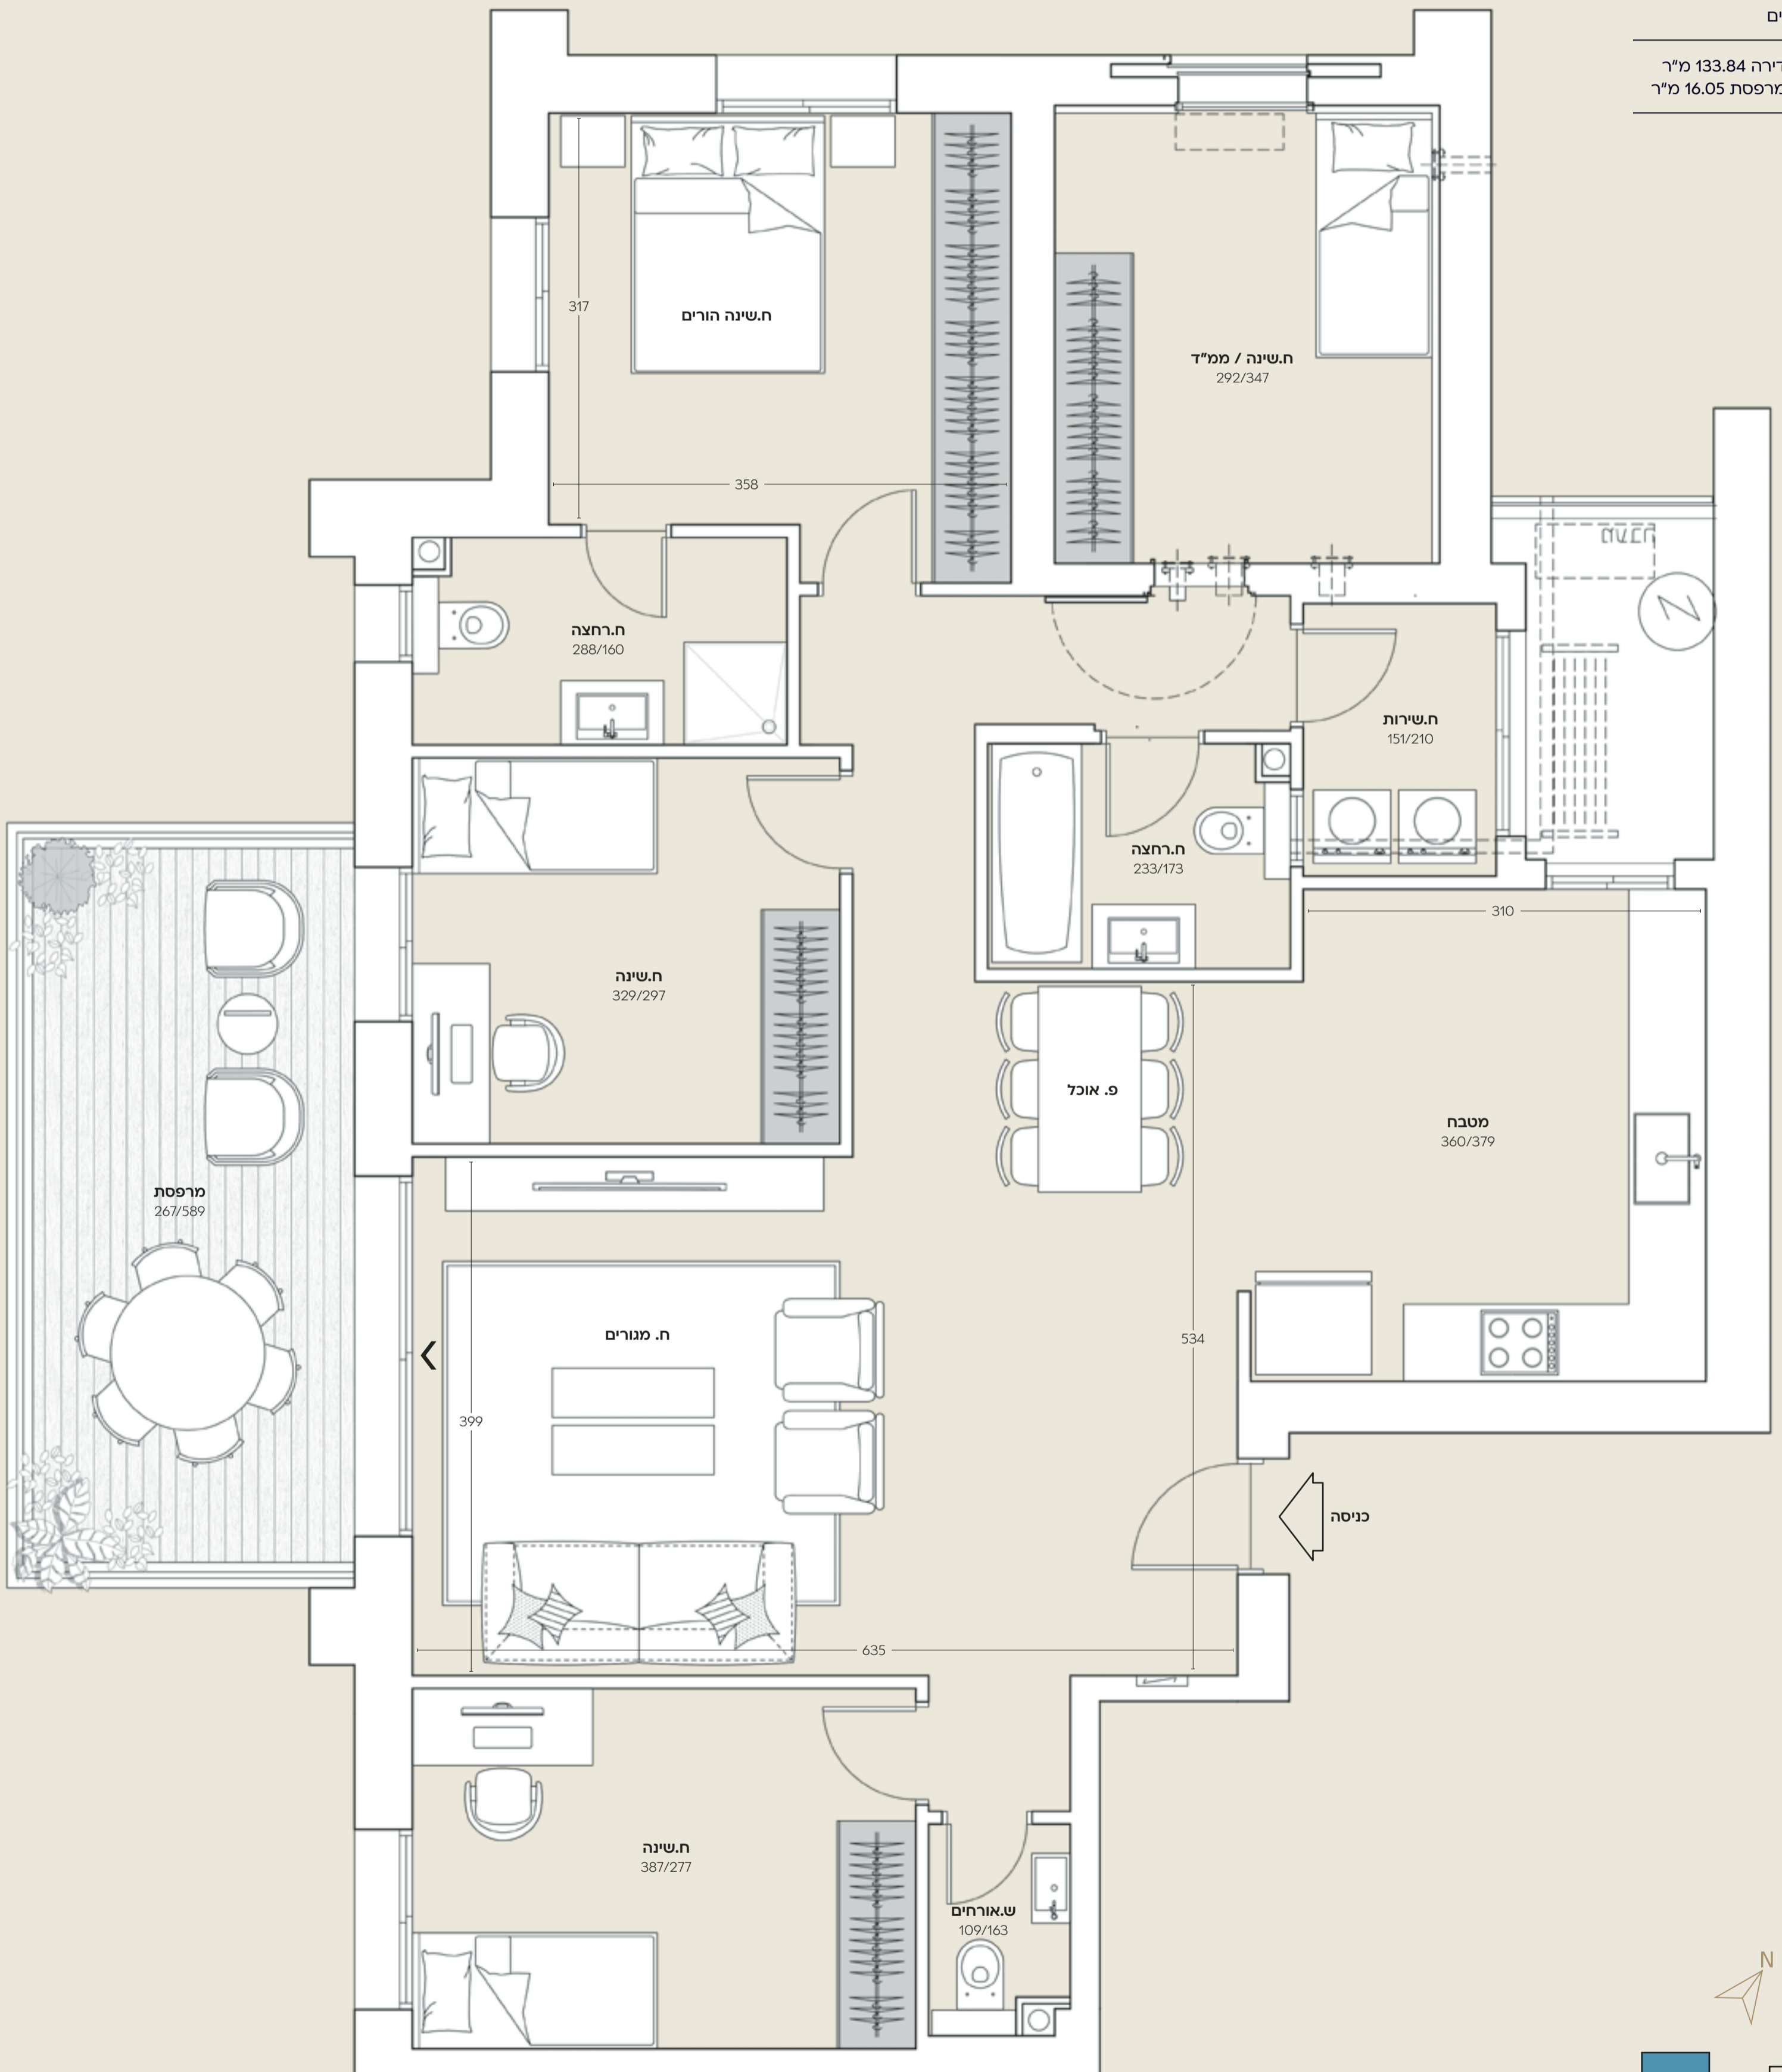 דירה 133.84 מ"ר
מרפסת 16.05 מ"ר
317
ח.שינה הורים
358
ח.שינה / ממ"ד
292/347
ח.רחצה
288/160
ח.שירות
151/210
ח.רחצה
233/173
310
ח.שינה
329/297
פ. אוכל
מטבח
360/379
מרפסת
267/589
ח. מגורים
534
399
כניסה
635
ח.שינה
387/277
ש.אורחים
109/163
N